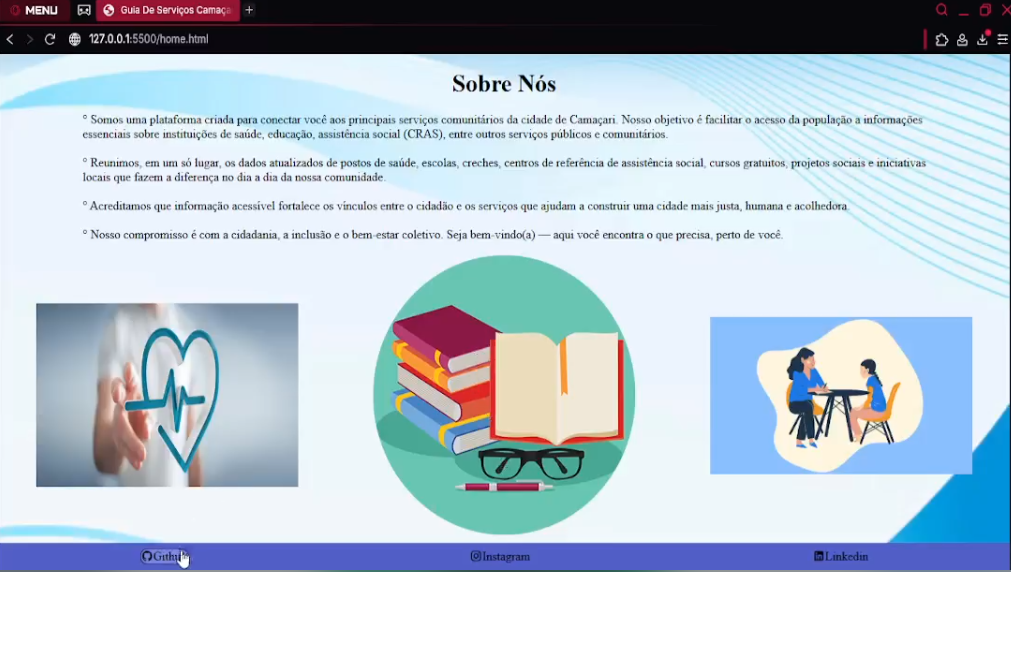 MENU
Guia De Serviços Camaça
127.0.0.1:5500/home.html
Sobre Nós
° Somos uma plataforma criada para conectar você aos principais serviços comunitários da cidade de Camaçari. Nosso objetivo é facilitar o acesso da população a informações
essenciais sobre instituições de saúde, educação, assistência social (CRAS), entre outros serviços públicos e comunitários.
° Reunimos, em um só lugar, os dados atualizados de postos de saúde, escolas, creches, centros de referência de assistência social, cursos gratuitos, projetos sociais e iniciativas
locais que fazem a diferença no dia a dia da nossa comunidade.
° Acreditamos que informação acessível fortalece os vínculos entre o cidadão e os serviços que ajudam a construir uma cidade mais justa, humana e acolhedora.
° Nosso compromisso é com a cidadania, a inclusão e o bem-estar coletivo. Seja bem-vindo(a) — aqui você encontra o que precisa, perto de você.
Github
Instagram
Linkedin